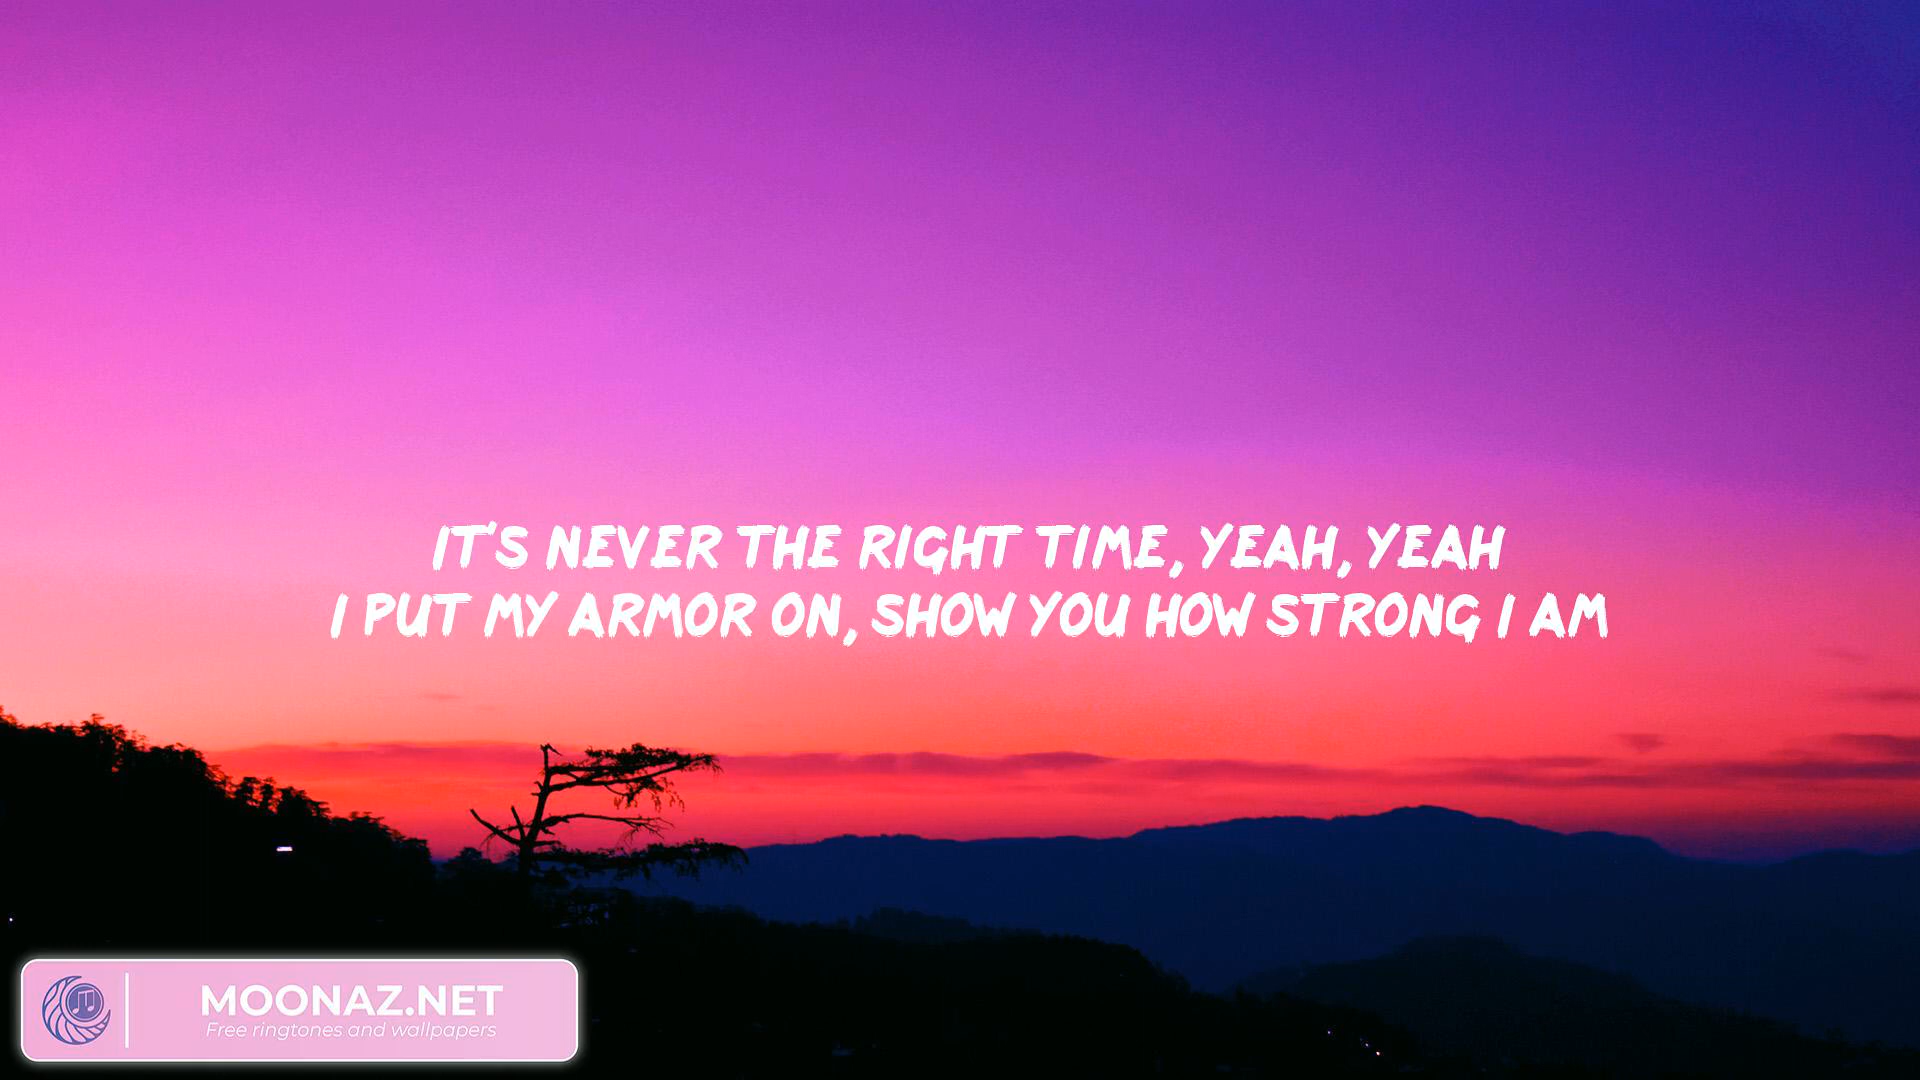 IT'S NEVER THE RIGHT TIME, YEAH, YEAH
I PUT MY ARMOR ON, SHOW YOU HOW STRONG I AM
MOONAZ.NET
Free ringtones and wallpapers